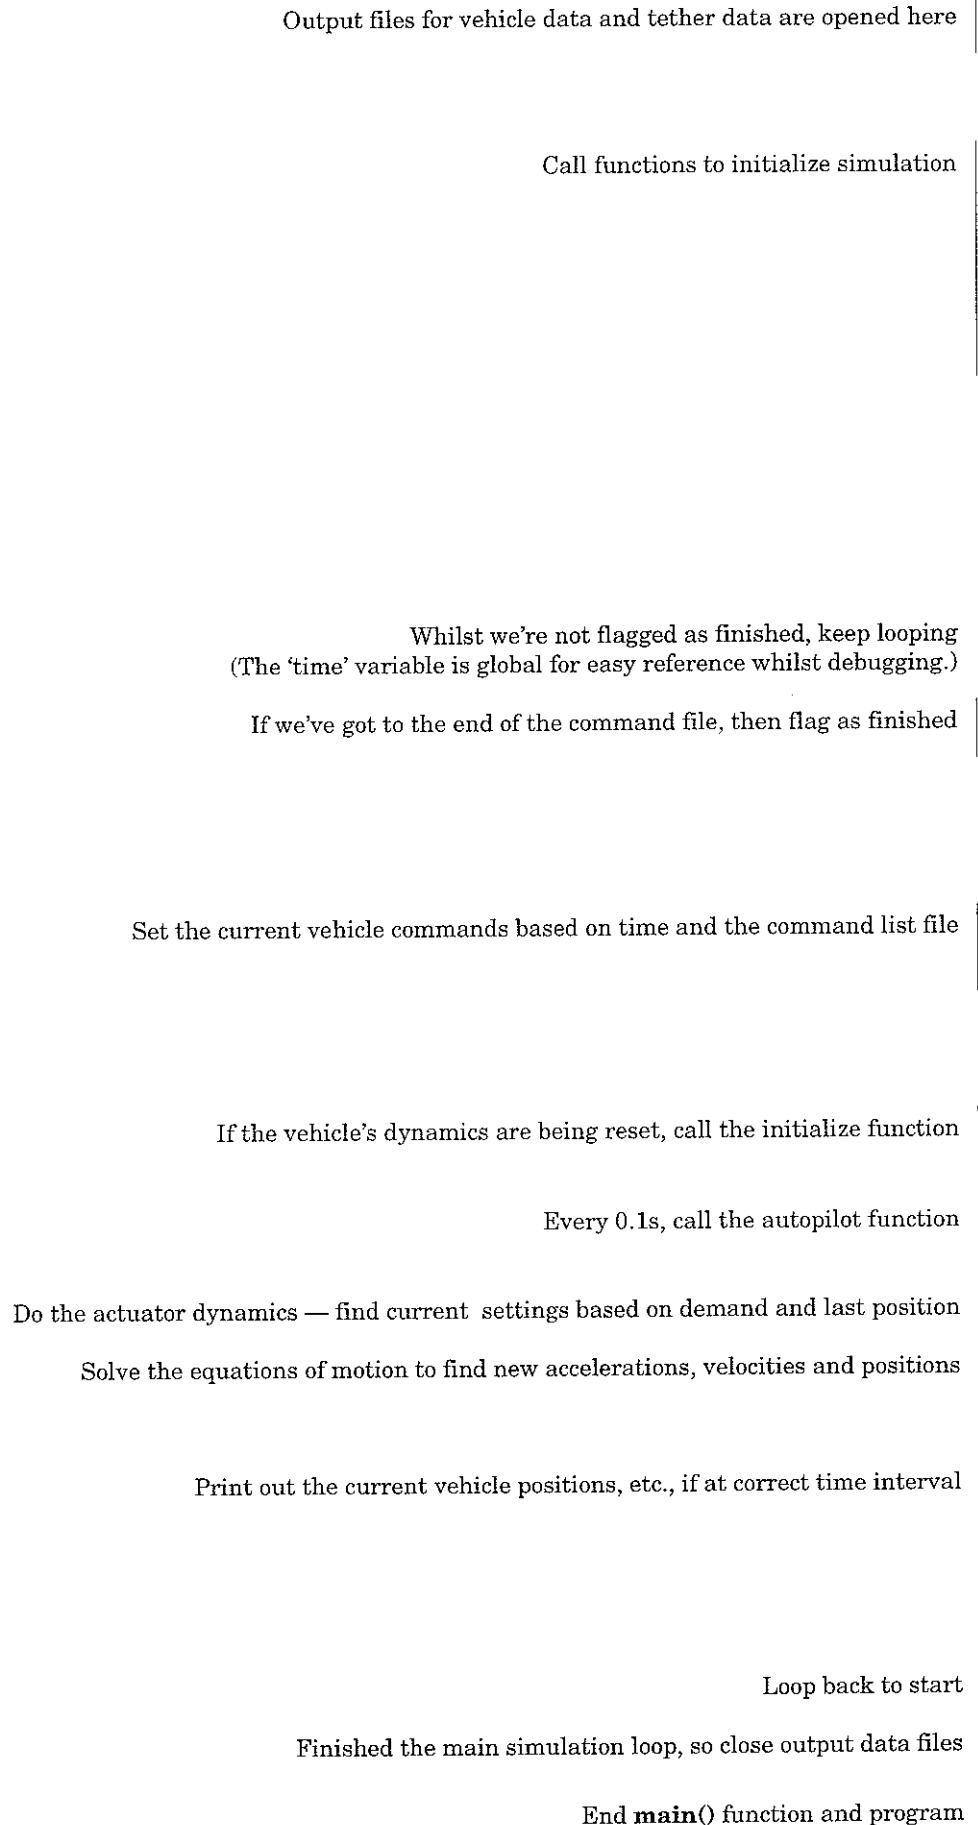 Output files for vehicle data and tether data are opened here
Call functions to initialize simulation
Whilst we're not flagged as finished, keep looping
(The 'time' variable is global for easy reference whilst debugging.)
If we've got to the end of the command file, then flag as finished
Set the current vehicle commands based on time and the command list file
If the vehicle's dynamics are being reset, call the initialize function
Every 0.1s, call the autopilot function
Do the actuator dynamics — find current settings based on demand and last position
Solve the equations of motion to find new accelerations, velocities and positions
Print out the current vehicle positions, etc., if at correct time interval
Loop back to start
Finished the main simulation loop, so close output data files
End main() function and program